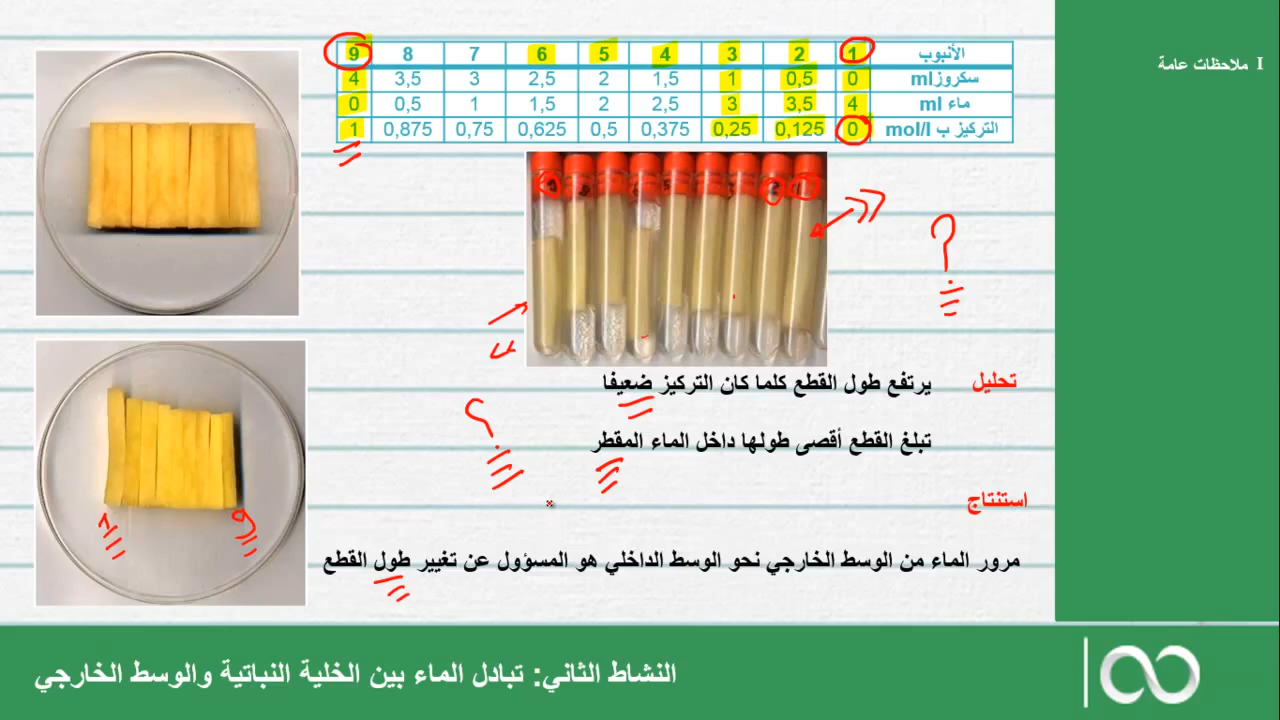 I ملاحظات عامة
الأنبوب 1 2 3 4 5 6 7 8 9
سكروزml 0 0,5 1 1,5 2 2,5 3 3,5 4
ماء ml 4 3,5 3 2,5 2 1,5 1 0,5 0
التركيز ب mol/l 0 0,125 0,25 0,375 0,5 0,625 0,75 0,875 1
تحليل
يرتفع طول القطع كلما كان التركيز ضعيفا
تبلغ القطع أقصى طولها داخل الماء المقطر
استنتاج
مرور الماء من الوسط الخارجي نحو الوسط الداخلي هو المسؤول عن تغيير طول القطع
النشاط الثاني: تبادل الماء بين الخلية النباتية والوسط الخارجي